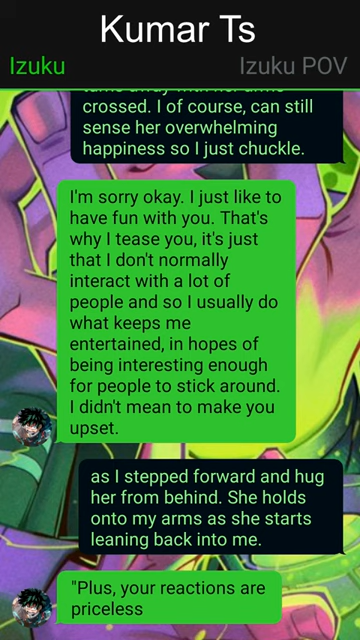 Kumar Ts
Izuku
Izuku POV
crossed. I of course, can still
sense her overwhelming
happiness so I just chuckle.
I'm sorry okay. I just like to
have fun with you. That's
why I tease you, it's just
that I don't normally
interact with a lot of
people and so I usually do
what keeps me
entertained, in hopes of
being interesting enough
for people to stick around.
I didn't mean to make you
upset.
as I stepped forward and hug
her from behind. She holds
onto my arms as she starts
leaning back into me.
"Plus, your reactions are
priceless